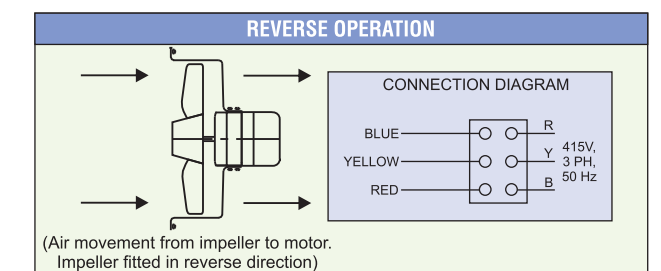 REVERSE OPERATION
CONNECTION DIAGRAM
BLUE
YELLOW
RED
R
Y
B
415V,
3 PH,
50 Hz
(Air movement from impeller to motor.
Impeller fitted in reverse direction)